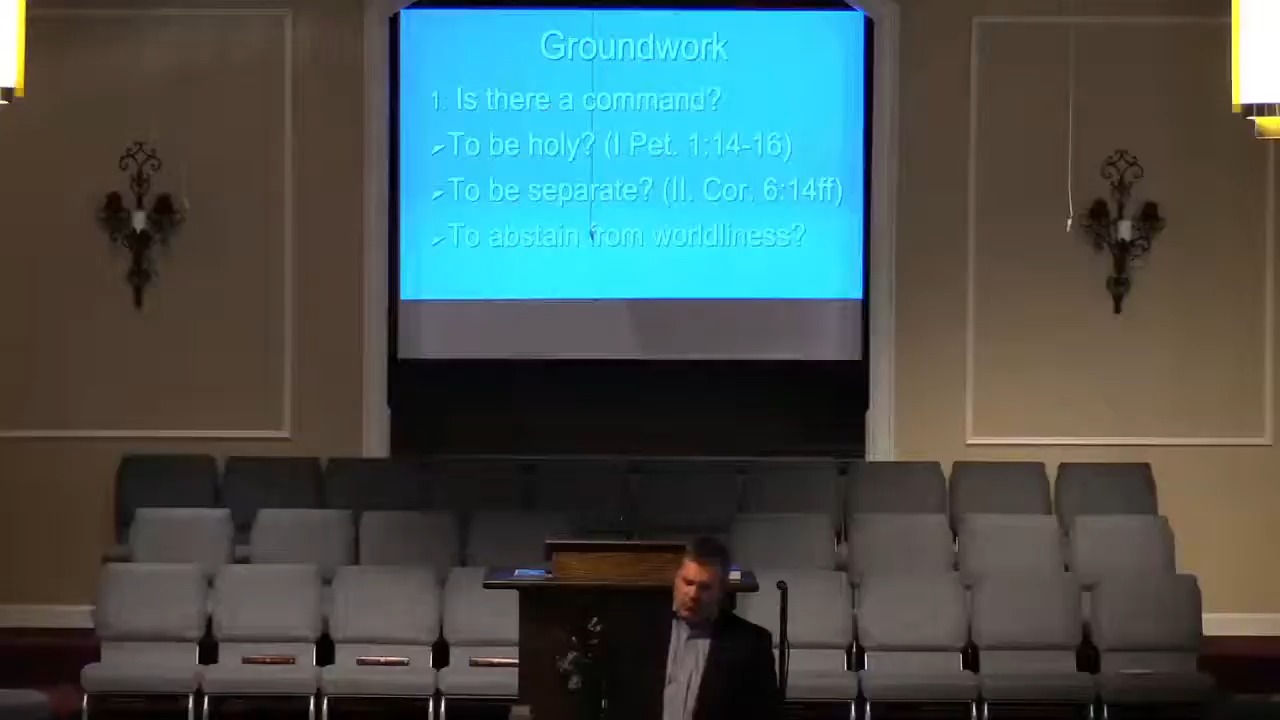 Groundwork
1. Is there a command?
➢To be holy? (I Pet. 1:14-16)
➢To be separate? (II. Cor. 6:14ff)
➢To abstain from worldliness?